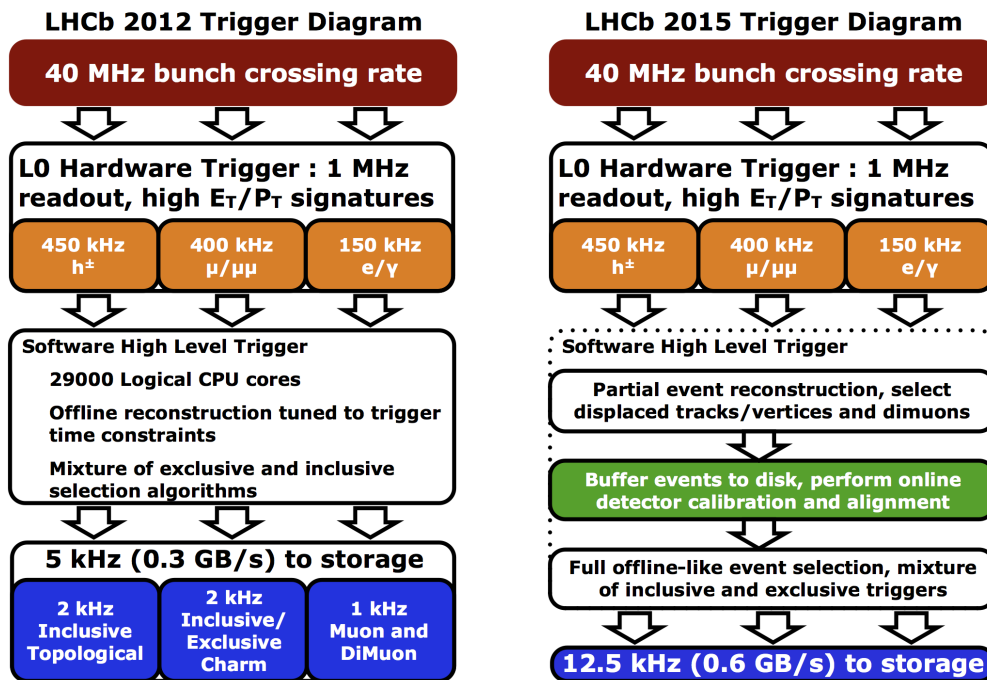 LHCb 2012 Trigger Diagram
40 MHz bunch crossing rate
L0 Hardware Trigger : 1 MHz
readout, high ET/PT signatures
450 kHz
h±
400 kHz
µ/µµ
150 kHz
e/γ
Software High Level Trigger
29000 Logical CPU cores
Offline reconstruction tuned to trigger
time constraints
Mixture of exclusive and inclusive
selection algorithms
5 kHz (0.3 GB/s) to storage
2 kHz
Inclusive
Topological
2 kHz
Inclusive/
Exclusive
Charm
1 kHz
Muon and
DiMuon
LHCb 2015 Trigger Diagram
40 MHz bunch crossing rate
L0 Hardware Trigger : 1 MHz
readout, high ET/PT signatures
450 kHz
h±
400 kHz
µ/µµ
150 kHz
e/γ
Software High Level Trigger
Partial event reconstruction, select
displaced tracks/vertices and dimuons
Buffer events to disk, perform online
detector calibration and alignment
Full offline-like event selection, mixture
of inclusive and exclusive triggers
12.5 kHz (0.6 GB/s) to storage